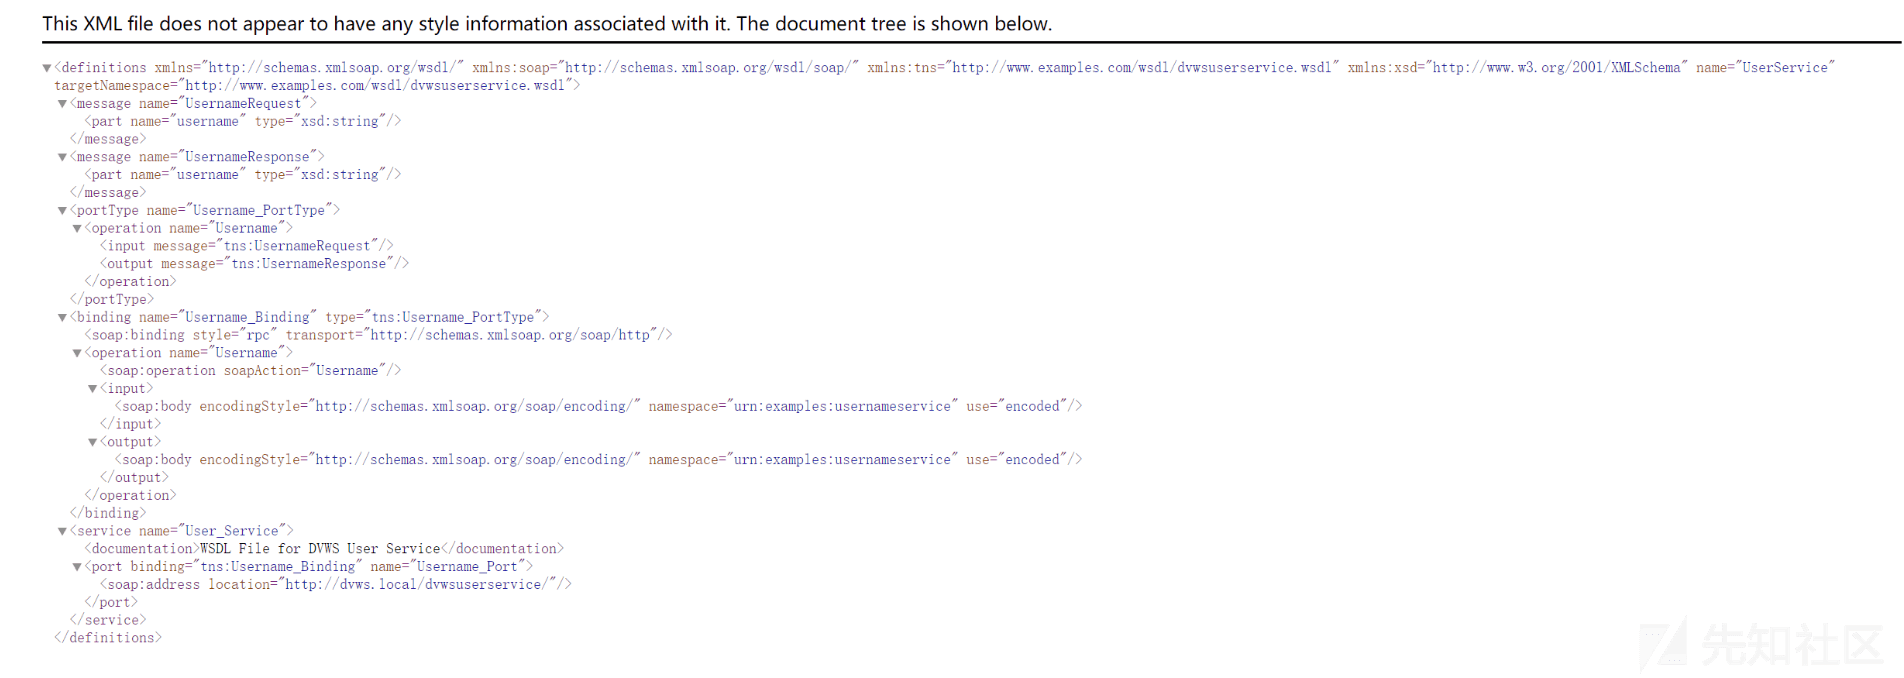 This XML file does not appear to have any style information associated with it. The document tree is shown below.
▼<definitions xmlns="http://schemas.xmlsoap.org/wsdl/" xmlns:soap="http://schemas.xmlsoap.org/wsdl/soap/" xmlns:tns="http://www.examples.com/wsdl/dvwsuserservice.wsdl" xmlns:xsd="http://www.w3.org/2001/XMLSchema" name="UserService"
targetNamespace="http://www.examples.com/wsdl/dvwsuserservice.wsdl">
▼<message name="UsernameRequest">
<part name="username" type="xsd:string"/>
</message>
▼<message name="UsernameResponse">
<part name="username" type="xsd:string"/>
</message>
▼<portType name="Username_PortType">
▼<operation name="Username">
<input message="tns:UsernameRequest"/>
<output message="tns:UsernameResponse"/>
</operation>
</portType>
▼<binding name="Username_Binding" type="tns:Username_PortType">
<soap:binding style="rpc" transport="http://schemas.xmlsoap.org/soap/http"/>
▼<operation name="Username">
<soap:operation soapAction="Username"/>
▼<input>
<soap:body encodingStyle="http://schemas.xmlsoap.org/soap/encoding/" namespace="urn:examples:usernameservice" use="encoded"/>
</input>
▼<output>
<soap:body encodingStyle="http://schemas.xmlsoap.org/soap/encoding/" namespace="urn:examples:usernameservice" use="encoded"/>
</output>
</operation>
</binding>
▼<service name="User_Service">
<documentation>WSDL File for DVWS User Service</documentation>
▼<port binding="tns:Username_Binding" name="Username_Port">
<soap:address location="http://dvws.local/dvwsuserservice/"/>
</port>
</service>
</definitions>
先知社区